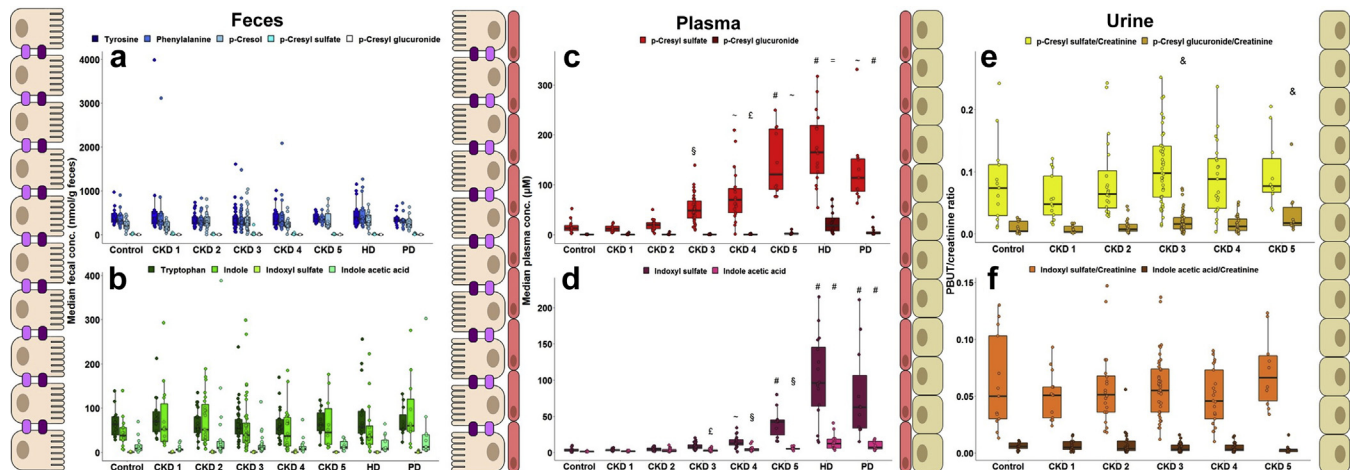 Feces
Tyrosine Phenylalanine p-Cresol p-Cresyl sulfate p-Cresyl glucuronide
a
4000
3000
2000
1000
0
Control CKD 1 CKD 2 CKD 3 CKD 4 CKD 5 HD PD
Median fecal conc. (nmol/g feces)
b
Tryptophan Indole Indoxyl sulfate Indole acetic acid
400
300
200
100
0
Control CKD 1 CKD 2 CKD 3 CKD 4 CKD 5 HD PD
Plasma
p-Cresyl sulfate p-Cresyl glucuronide
c
# = ~ #
# ~
~ £
§
300
200
100
0
Control CKD 1 CKD 2 CKD 3 CKD 4 CKD 5 HD PD
Median plasma conc. (µM)
d
Indoxyl sulfate Indole acetic acid
# # # #
# §
~ §
£
200
150
100
50
0
Control CKD 1 CKD 2 CKD 3 CKD 4 CKD 5 HD PD
Urine
p-Cresyl sulfate/Creatinine p-Cresyl glucuronide/Creatinine
e
&
&
0.2
0.1
0.0
Control CKD 1 CKD 2 CKD 3 CKD 4 CKD 5
PBUT/creatinine ratio
f
Indoxyl sulfate/Creatinine Indole acetic acid/Creatinine
0.15
0.10
0.05
0.00
Control CKD 1 CKD 2 CKD 3 CKD 4 CKD 5